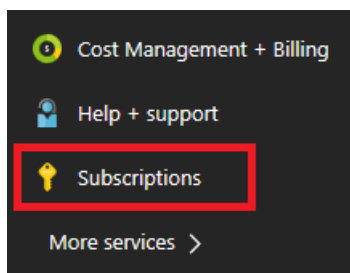 Cost Management + Billing
Help + support
Subscriptions
More services >